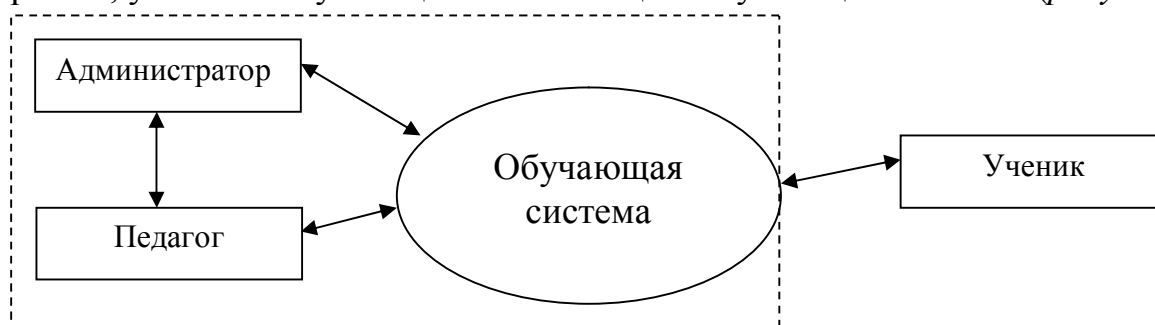 Администратор
Обучающая
система
Ученик
Педагог